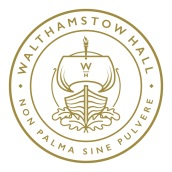 WALTHAMSTOW HALL
W
H
NON PALMA SINE PULVERE